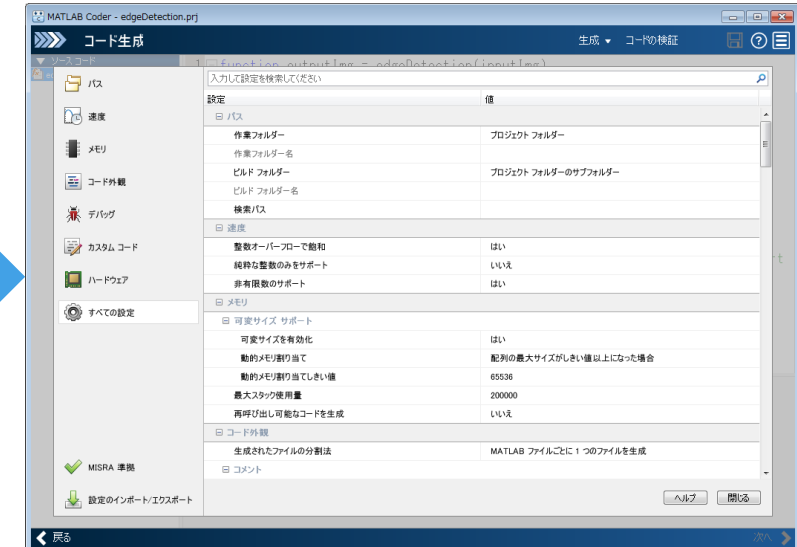 MATLAB Coder - edgeDetection.prj
コード生成
生成 ▼ コードの検証
▼ ソース コード
1 function outputImg = edgeDetection(inputImg)
入力して設定を検索してください
設定 値
パス
速度
メモリ
コード外観
デバッグ
カスタム コード
ハードウェア
すべての設定
MISRA 準拠
設定のインポート/エクスポート
パス
作業フォルダー プロジェクト フォルダー
作業フォルダー名
ビルド フォルダー プロジェクト フォルダーのサブフォルダー
ビルド フォルダー名
検索パス
速度
整数オーバーフローで飽和 はい
純粋な整数のみをサポート いいえ
非有限数のサポート はい
メモリ
可変サイズ サポート
可変サイズを有効化 はい
動的メモリ割り当て 配列の最大サイズがしきい値以上になった場合
動的メモリ割り当てしきい値 65536
最大スタック使用量 200000
再呼び出し可能なコードを生成 いいえ
コード外観
生成されたファイルの分割法 MATLAB ファイルごとに 1 つのファイルを生成
コメント
ヘルプ 閉じる
戻る 次へ